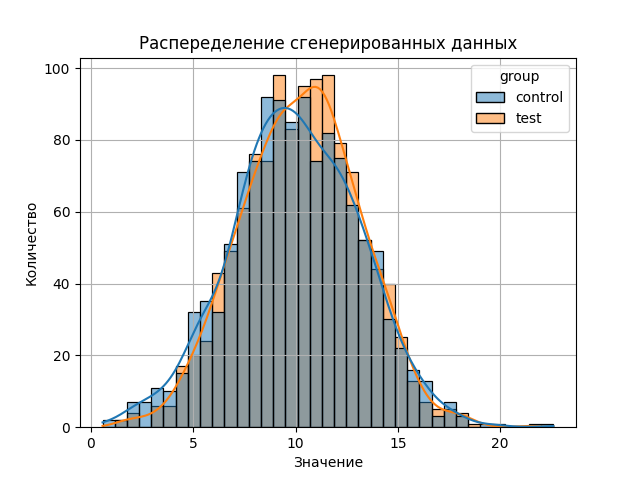 Распеределение сгенерированных данных
group
control
test
Количество
100
80
60
40
20
0
0 5 10 15 20
Значение